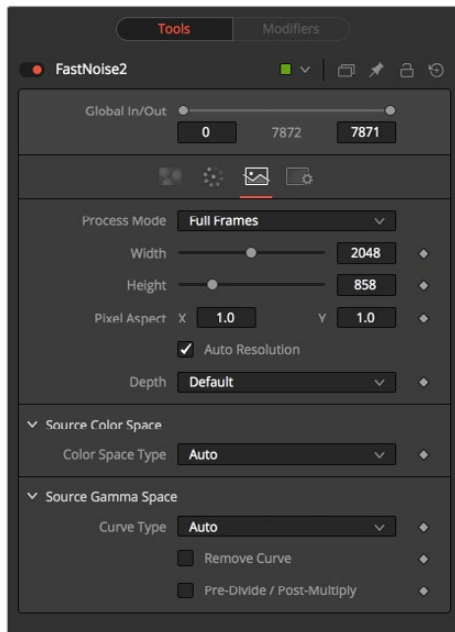 Tools Modifiers
FastNoise2
Global In/Out
0 7872 7871
Process Mode Full Frames
Width 2048
Height 858
Pixel Aspect X 1.0 Y 1.0
Auto Resolution
Depth Default
Source Color Space
Color Space Type Auto
Source Gamma Space
Curve Type Auto
Remove Curve
Pre-Divide / Post-Multiply